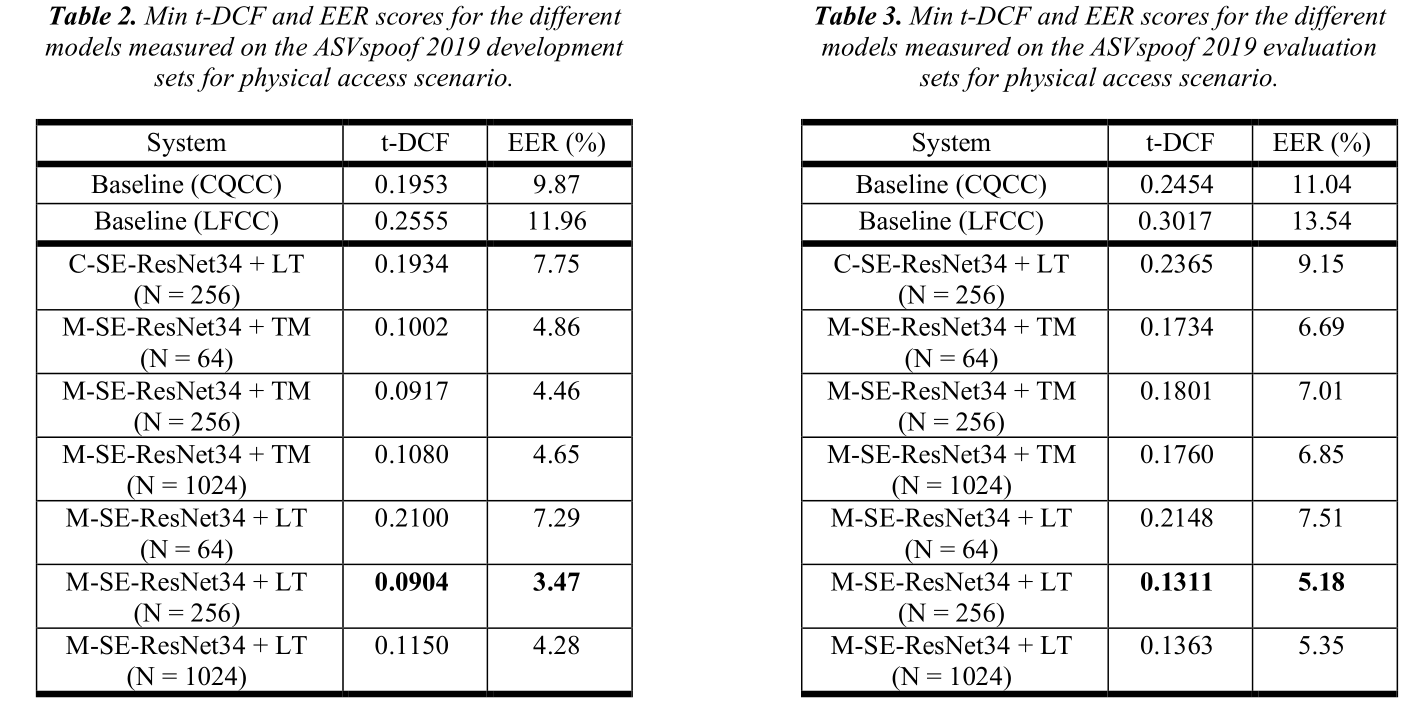 Table 2. Min t-DCF and EER scores for the different
models measured on the ASVspoof 2019 development
sets for physical access scenario.
System t-DCF EER (%)
Baseline (CQCC) 0.1953 9.87
Baseline (LFCC) 0.2555 11.96
C-SE-ResNet34 + LT 0.1934 7.75
(N = 256)
M-SE-ResNet34 + TM 0.1002 4.86
(N = 64)
M-SE-ResNet34 + TM 0.0917 4.46
(N = 256)
M-SE-ResNet34 + TM 0.1080 4.65
(N = 1024)
M-SE-ResNet34 + LT 0.2100 7.29
(N = 64)
M-SE-ResNet34 + LT 0.0904 3.47
(N = 256)
M-SE-ResNet34 + LT 0.1150 4.28
(N = 1024)
Table 3. Min t-DCF and EER scores for the different
models measured on the ASVspoof 2019 evaluation
sets for physical access scenario.
System t-DCF EER (%)
Baseline (CQCC) 0.2454 11.04
Baseline (LFCC) 0.3017 13.54
C-SE-ResNet34 + LT 0.2365 9.15
(N = 256)
M-SE-ResNet34 + TM 0.1734 6.69
(N = 64)
M-SE-ResNet34 + TM 0.1801 7.01
(N = 256)
M-SE-ResNet34 + TM 0.1760 6.85
(N = 1024)
M-SE-ResNet34 + LT 0.2148 7.51
(N = 64)
M-SE-ResNet34 + LT 0.1311 5.18
(N = 256)
M-SE-ResNet34 + LT 0.1363 5.35
(N = 1024)